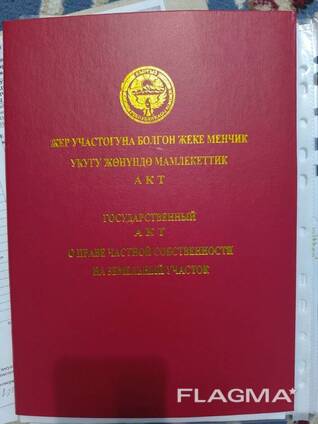 ЖЕР УЧАСТОГУНА БОЛГОН ЖЕКЕ МЕНЧИК
УКУГУ ЖӨНҮНДӨ МАМЛЕКЕТТИК
АКТ
ГОСУДАРСТВЕННЫЙ
АКТ
О ПРАВЕ ЧАСТНОЙ СОБСТВЕННОСТИ
НА ЗЕМЕЛЬНЫЙ УЧАСТОК
FLAGMA